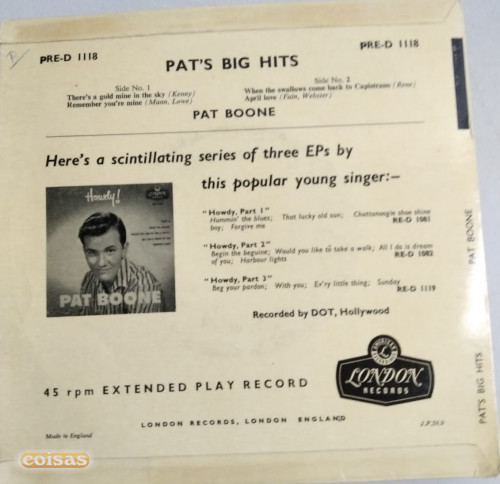 PRE-D 1118
PAT'S BIG HITS
PRE-D 1118
Side No. 1
There's a gold mine in the sky (Kenny)
Remember you're mine (Mann, Lowe)
Side No. 2
When the swallows come back to Capistrano (Rene)
April love (Fain, Webster)
PAT BOONE
Here's a scintillating series of three EPs by
this popular young singer:—
Howdy!
LONDON
PAT BOONE
"Howdy, Part 1"
Hummin' the blues; That lucky old sun; Chattanoogie shoe shine
boy; Forgive me RE-D 1081
"Howdy, Part 2"
Begin the beguine; Would you like to take a walk; All I do is dream
of you; Harbour lights RE-D 1082
"Howdy, Part 3"
Beg your pardon; With you; Ev'ry little thing; Sunday
RE-D 1119
Recorded by DOT, Hollywood
45 rpm EXTENDED PLAY RECORD
LONDON
RECORDS
LONDON RECORDS, LONDON ENGLAND
Made in England
PAT BOONE
PAT'S BIG HITS
coisas